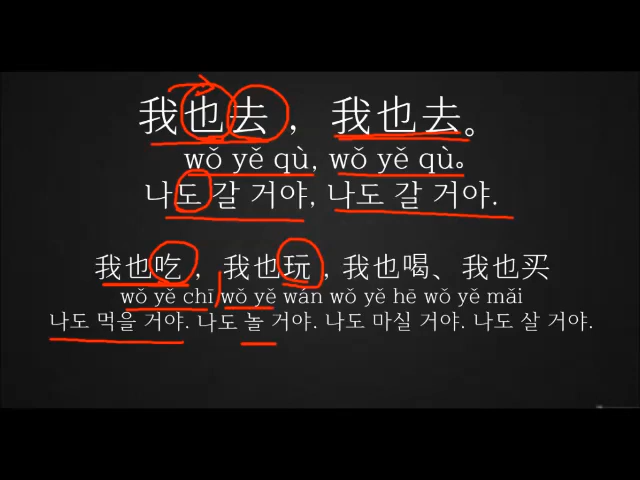 我也去，我也去。
wǒ yě qù, wǒ yě qù。
나도 갈 거야, 나도 갈 거야.
我也吃，我也玩，我也喝、我也买
wǒ yě chī wǒ yě wán wǒ yě hē wǒ yě mǎi
나도 먹을 거야. 나도 놀 거야. 나도 마실 거야. 나도 살 거야.